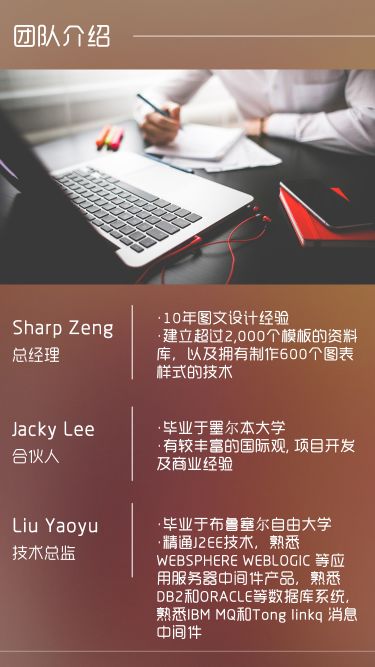 团队介绍
Sharp Zeng
总经理
·10年图文设计经验
·建立超过2,000个模板的资料
库，以及拥有制作600个图表
样式的技术
Jacky Lee
合伙人
·毕业于墨尔本大学
·有较丰富的国际观, 项目开发
及商业经验
Liu Yaoyu
技术总监
·毕业于布鲁塞尔自由大学
·精通J2EE技术，熟悉
WEBSPHERE WEBLOGIC 等应
用服务器中间件产品，熟悉
DB2和ORACLE等数据库系统，
熟悉IBM MQ和Tong linkq 消息
中间件